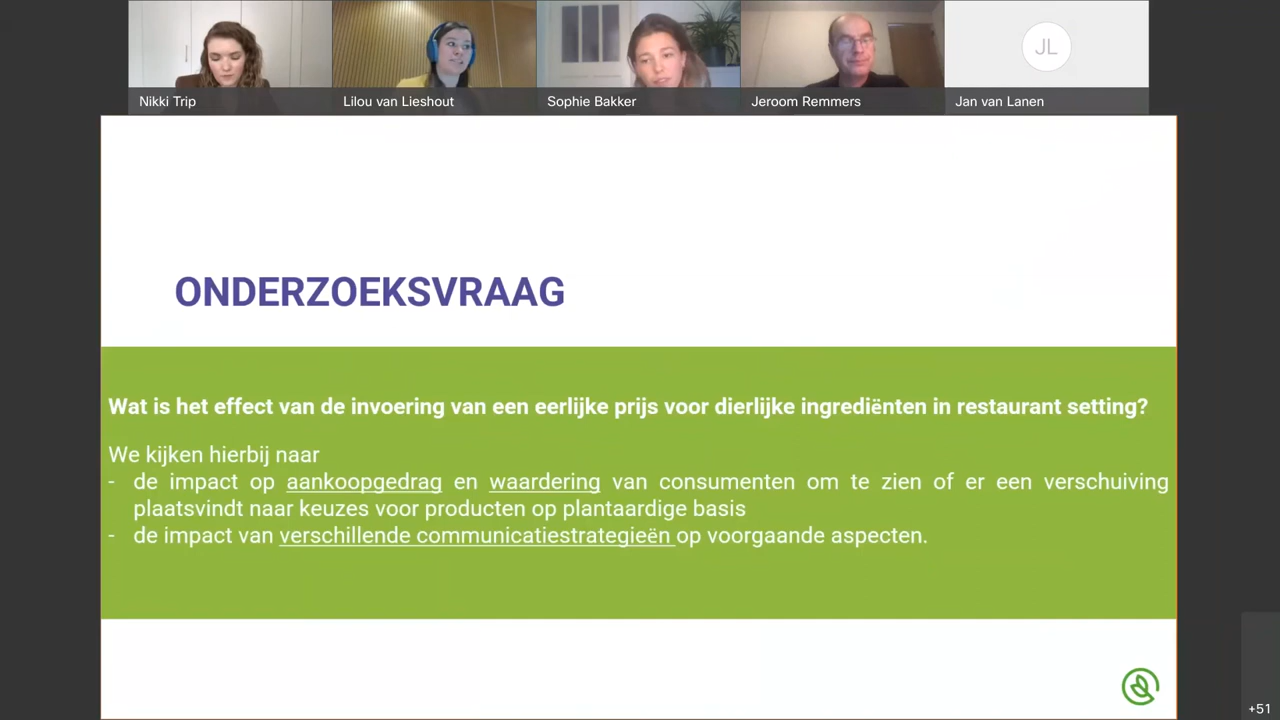 Nikki Trip
Lilou van Lieshout
Sophie Bakker
Jeroom Remmers
JL
Jan van Lanen
ONDERZOEKSVRAAG
Wat is het effect van de invoering van een eerlijke prijs voor dierlijke ingrediënten in restaurant setting?
We kijken hierbij naar
- de impact op aankoopgedrag en waardering van consumenten om te zien of er een verschuiving
plaatsvindt naar keuzes voor producten op plantaardige basis
- de impact van verschillende communicatiestrategieën op voorgaande aspecten.
+51